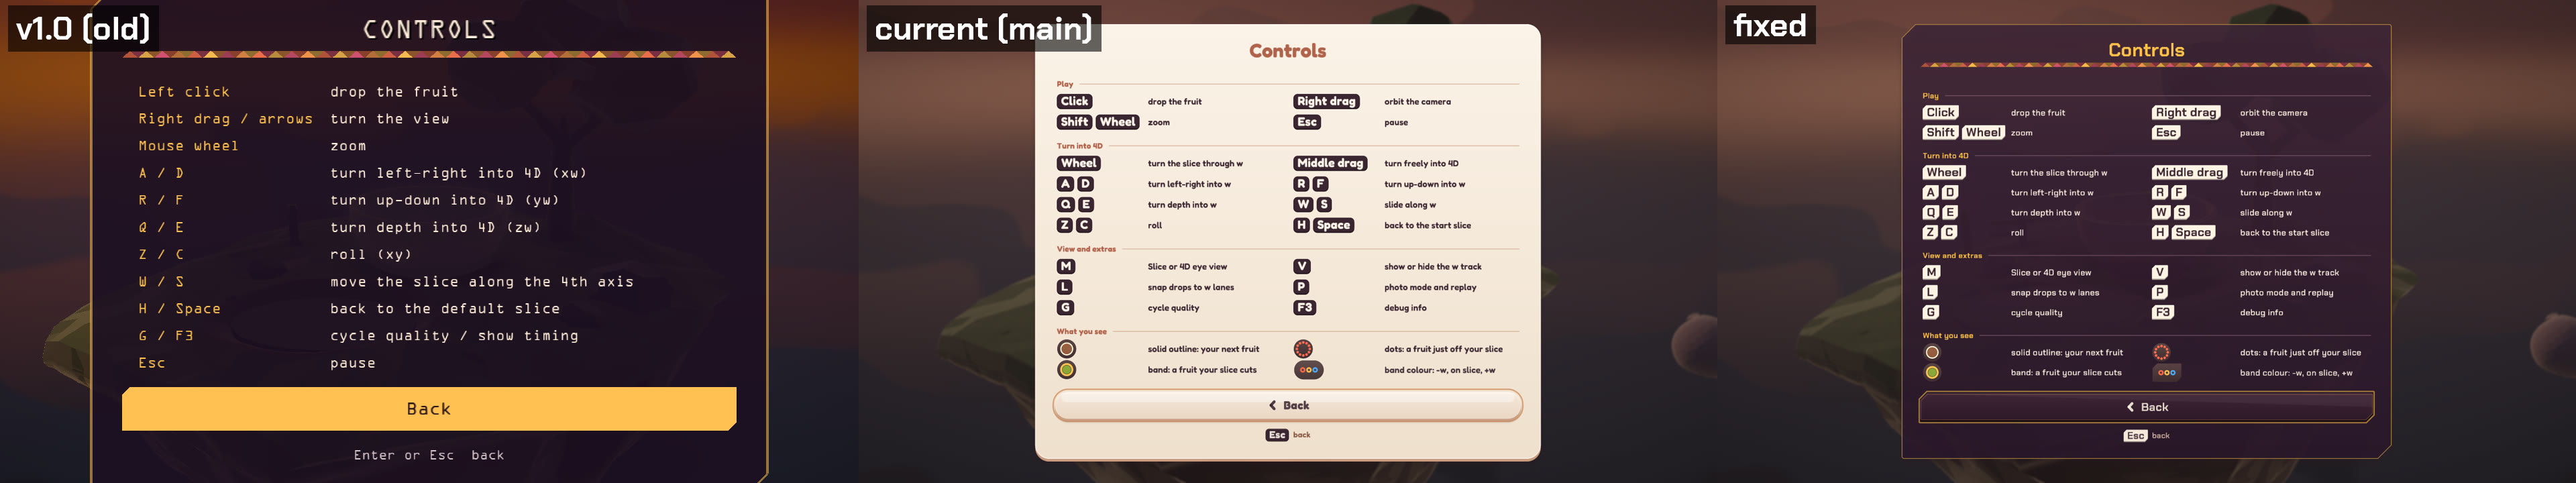 v1.0 (old)
CONTROLS
Left click drop the fruit
Right drag / arrows turn the view
Mouse wheel zoom
A / D turn left-right into 4D (xw)
R / F turn up-down into 4D (yw)
Q / E turn depth into 4D (zw)
Z / C roll (xy)
W / S move the slice along the 4th axis
H / Space back to the default slice
G / F3 cycle quality / show timing
Esc pause
Back
Enter or Esc back
current (main)
Controls
Play
Click drop the fruit Right drag orbit the camera
Shift Wheel zoom Esc pause
Turn into 4D
Wheel turn the slice through w Middle drag turn freely into 4D
A D turn left-right into w R F turn up-down into w
Q E turn depth into w W S slide along w
Z C roll H Space back to the start slice
View and extras
M Slice or 4D eye view V show or hide the w track
L snap drops to w lanes P photo mode and replay
G cycle quality F3 debug info
What you see
solid outline: your next fruit dots: a fruit just off your slice
band: a fruit your slice cuts band colour: -w, on slice, +w
Back
Esc back
fixed
Controls
Play
Click drop the fruit Right drag orbit the camera
Shift Wheel zoom Esc pause
Turn into 4D
Wheel turn the slice through w Middle drag turn freely into 4D
A D turn left-right into w R F turn up-down into w
Q E turn depth into w W S slide along w
Z C roll H Space back to the start slice
View and extras
M Slice or 4D eye view V show or hide the w track
L snap drops to w lanes P photo mode and replay
G cycle quality F3 debug info
What you see
solid outline: your next fruit dots: a fruit just off your slice
band: a fruit your slice cuts band colour: -w, on slice, +w
Back
Esc back